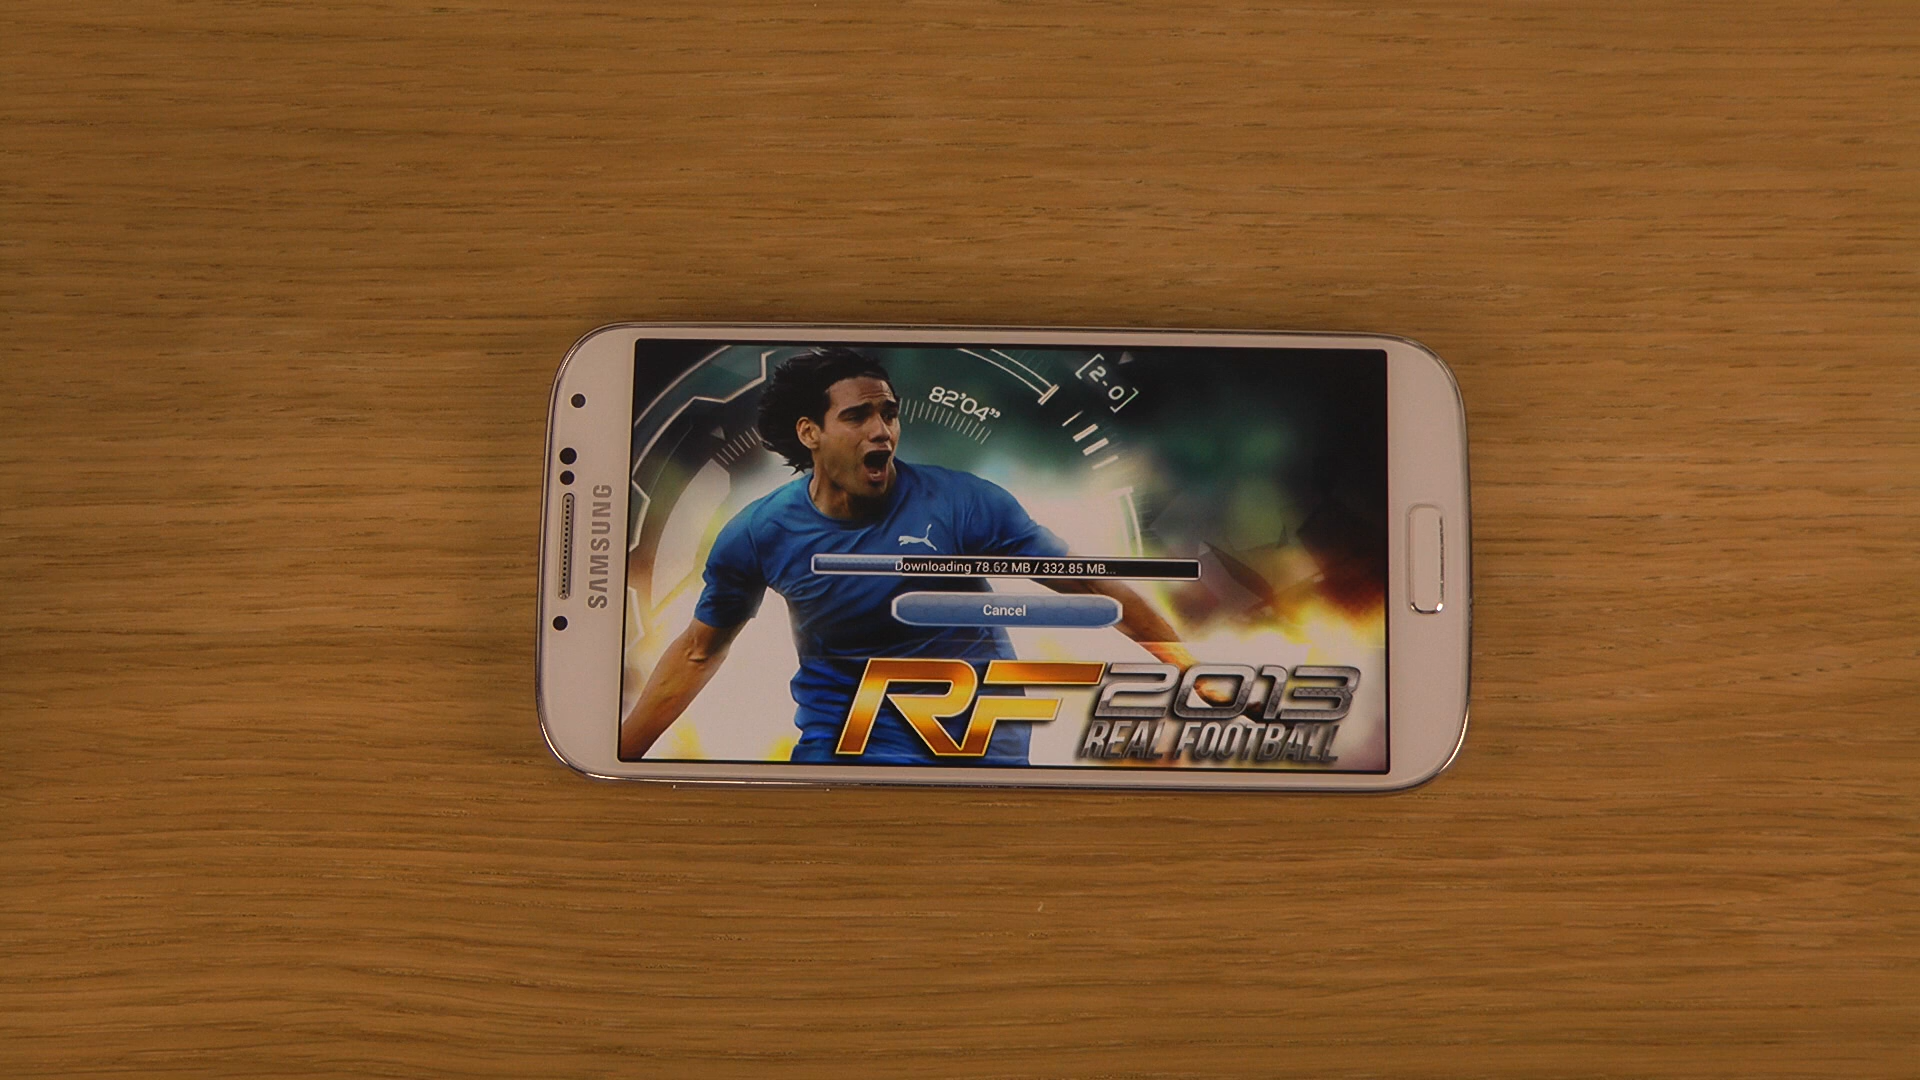 SAMSUNG
82'04"
[2-0]
Downloading 78.62 MB / 332.85 MB...
Cancel
RF 2013
REAL FOOTBALL